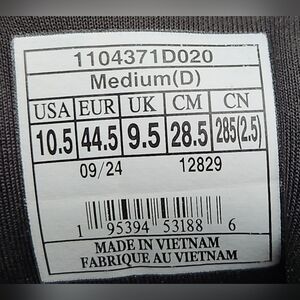 1104371D020
Medium(D)
USA EUR UK CM CN
10.5 44.5 9.5 28.5 285(2.5)
09/24 12829
1 95394 53188 6
MADE IN VIETNAM
FABRIQUE AU VIETNAM